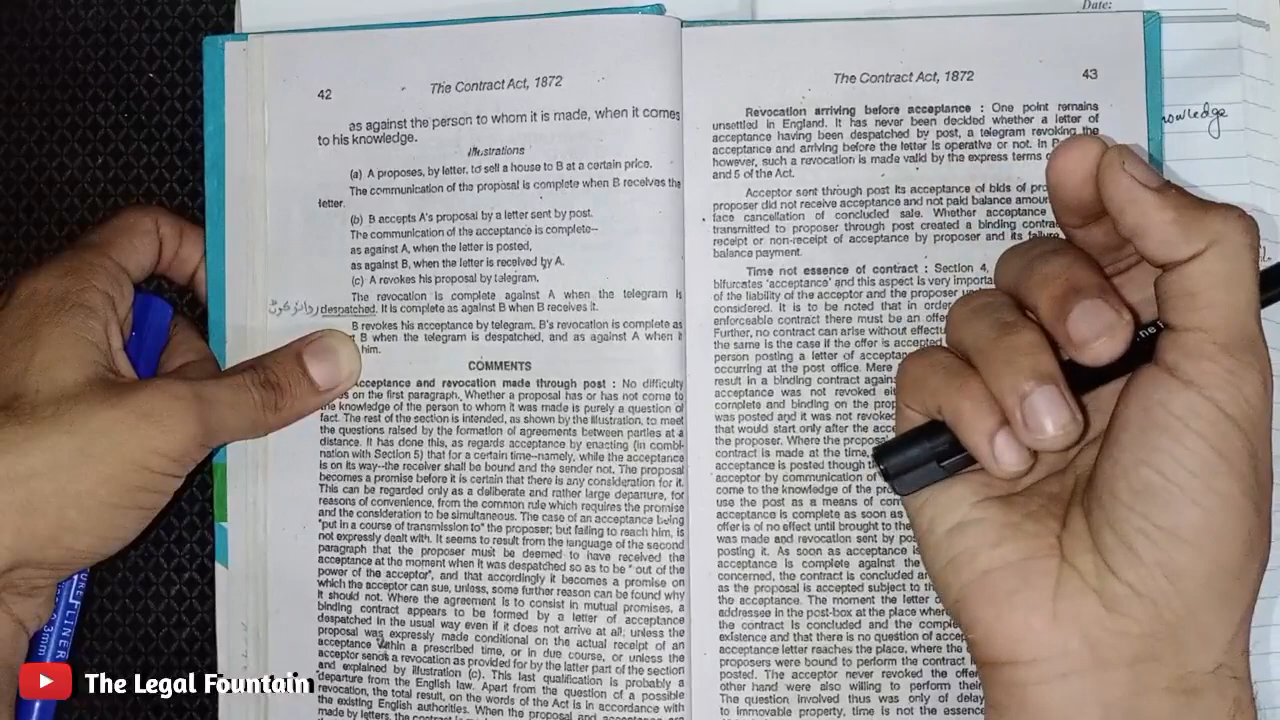 Date:
42
The Contract Act, 1872
as against the person to whom it is made, when it comes
to his knowledge.
Illustrations
(a) A proposes, by letter, to sell a house to B at a certain price.
The communication of the proposal is complete when B receives the
letter.
(b) B accepts A's proposal by a letter sent by post.
The communication of the acceptance is complete--
as against A, when the letter is posted,
as against B, when the letter is received by A.
(c) A revokes his proposal by telegram,
The revocation is complete against A when the telegram is
despatched. It is complete as against B when B receives it.
B revokes his acceptance by telegram. B's revocation is complete as
B when the telegram is despatched, and as against A when it
him.
COMMENTS
Acceptance and revocation made through post : No difficulty
on the first paragraph. Whether a proposal has or has not come to
the knowledge of the person to whom it was made is purely a question of
fact. The rest of the section is intended, as shown by the illustration, to meet
the questions raised by the formation of agreements between parties at a
distance. It has done this, as regards acceptance by enacting (in combi-
nation with Section 5) that for a certain time--namely, while the acceptance
is on its way--the receiver shall be bound and the sender not. The proposal
becomes a promise before it is certain that there is any consideration for it.
This can be regarded only as a deliberate and rather large departure, for
reasons of convenience, from the common rule which requires the promise
and the consideration to be simultaneous. The case of an acceptance being
"put in a course of transmission to" the proposer; but failing to reach him, is
not expressly dealt with. It seems to result from the language of the second
paragraph that the proposer must be deemed to have received the
acceptance at the moment when it was despatched so as to be "out of the
power of the acceptor", and that accordingly it becomes a promise on
which the acceptor can sue, unless, some further reason can be found why
it should not. Where the agreement is to consist in mutual promises, a
binding contract appears to be formed by a letter of acceptance
despatched in the usual way even if it does not arrive at all; unless the
proposal was expressly made conditional on the actual receipt of an
acceptance within a prescribed time, or in due course, or unless the
acceptor sends a revocation as provided for by the latter part of the section
and explained by illustration (c). This last qualification is probably a
departure from the English law. Apart from the question of a possible
revocation, the total result, on the words of the Act is in accordance with
the existing English authorities. When the proposal and acceptance are
made by letters, the contract is
The Contract Act, 1872
43
Revocation arriving before acceptance : One point remains
unsettled in England. It has never been decided whether a letter of
acceptance having been despatched by post, a telegram revoking the
acceptance and arriving before the letter is operative or not. In
however, such a revocation is made valid by the express terms
and 5 of the Act.
Acceptor sent through post its acceptance of bids of
proposer did not receive acceptance and not paid balance
face cancellation of concluded sale. Whether acceptance
transmitted to proposer through post created a binding
receipt or non-receipt of acceptance by proposer and its failure
balance payment.
Time not essence of contract : Section 4,
bifurcates 'acceptance' and this aspect is very
of the liability of the acceptor and the proposer
considered. It is to be noted that in order
enforceable contract there must be an
Further, no contract can arise without
the same is the case if the offer is accepted
person posting a letter of
occurring at the post office. Mere
result in a binding contract
acceptance was not revoked
complete and binding on the
was posted and it was not revoked
that would start only after the
the proposer. Where the
contract is made at the time,
acceptance is posted though
acceptor by communication of
come to the knowledge of the
use the post as a means of
acceptance is complete as soon as
offer is of no effect until brought to the
was made and revocation sent by
posting it. As soon as acceptance is
acceptance is complete against the
concerned, the contract is concluded
as the proposal is accepted subject to
the acceptance. The moment the letter
addressee in the post-box at the place
the contract is concluded and the
existence and that there is no question of
acceptance letter reaches the place, where the
proposers were bound to perform the contract
posted. The acceptor never revoked the
other hand were also willing to perform their
The question involved thus was only of delay
to immovable property, time is not the essence
The Legal Fountain